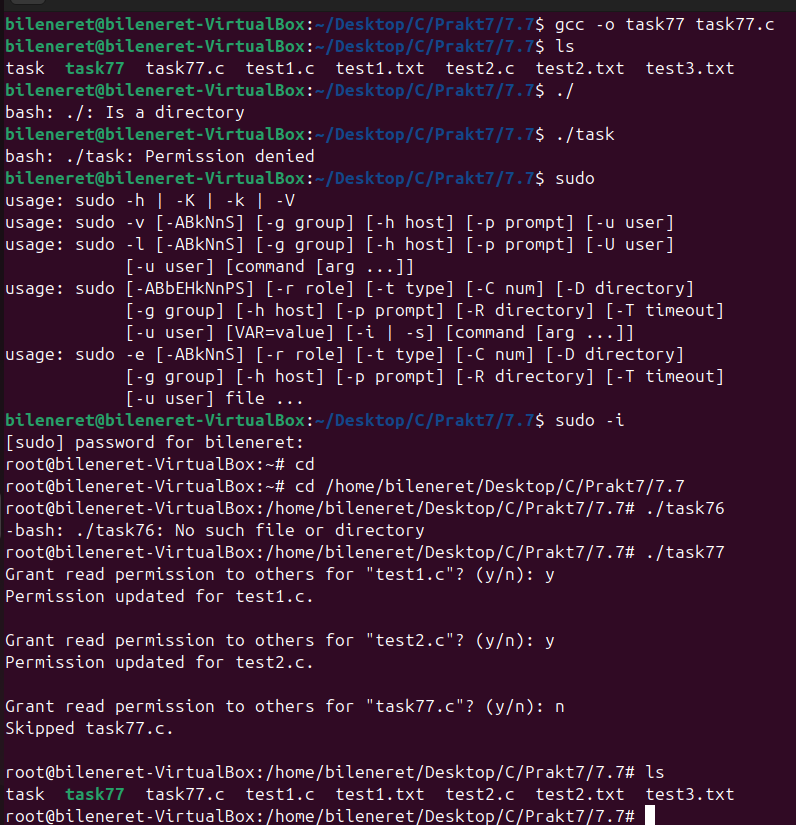 bileneret@bileneret-VirtualBox:~/Desktop/C/Prakt7/7.7$ gcc -o task77 task77.c
bileneret@bileneret-VirtualBox:~/Desktop/C/Prakt7/7.7$ ls
task  task77  task77.c  test1.c  test1.txt  test2.c  test2.txt  test3.txt
bileneret@bileneret-VirtualBox:~/Desktop/C/Prakt7/7.7$ ./
bash: ./: Is a directory
bileneret@bileneret-VirtualBox:~/Desktop/C/Prakt7/7.7$ ./task
bash: ./task: Permission denied
bileneret@bileneret-VirtualBox:~/Desktop/C/Prakt7/7.7$ sudo
usage: sudo -h | -K | -k | -V
usage: sudo -v [-ABkNnS] [-g group] [-h host] [-p prompt] [-u user]
usage: sudo -l [-ABkNnS] [-g group] [-h host] [-p prompt] [-U user]
            [-u user] [command [arg ...]]
usage: sudo [-ABbEHkNnPS] [-r role] [-t type] [-C num] [-D directory]
            [-g group] [-h host] [-p prompt] [-R directory] [-T timeout]
            [-u user] [VAR=value] [-i | -s] [command [arg ...]]
usage: sudo -e [-ABkNnS] [-r role] [-t type] [-C num] [-D directory]
            [-g group] [-h host] [-p prompt] [-R directory] [-T timeout]
            [-u user] file ...
bileneret@bileneret-VirtualBox:~/Desktop/C/Prakt7/7.7$ sudo -i
[sudo] password for bileneret:
root@bileneret-VirtualBox:~# cd
root@bileneret-VirtualBox:~# cd /home/bileneret/Desktop/C/Prakt7/7.7
root@bileneret-VirtualBox:/home/bileneret/Desktop/C/Prakt7/7.7# ./task76
-bash: ./task76: No such file or directory
root@bileneret-VirtualBox:/home/bileneret/Desktop/C/Prakt7/7.7# ./task77
Grant read permission to others for "test1.c"? (y/n): y
Permission updated for test1.c.

Grant read permission to others for "test2.c"? (y/n): y
Permission updated for test2.c.

Grant read permission to others for "task77.c"? (y/n): n
Skipped task77.c.

root@bileneret-VirtualBox:/home/bileneret/Desktop/C/Prakt7/7.7# ls
task  task77  task77.c  test1.c  test1.txt  test2.c  test2.txt  test3.txt
root@bileneret-VirtualBox:/home/bileneret/Desktop/C/Prakt7/7.7#